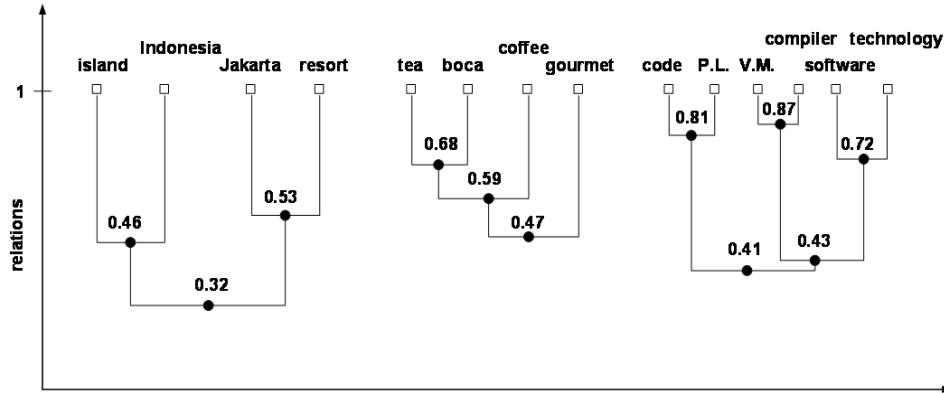 Indonesia coffee compiler technology
island Jakarta resort tea boca gourmet code P.L. V.M. software
1
0.81 0.87
0.68 0.72
0.59
0.53
0.46 0.47
0.41 0.43
0.32
relations